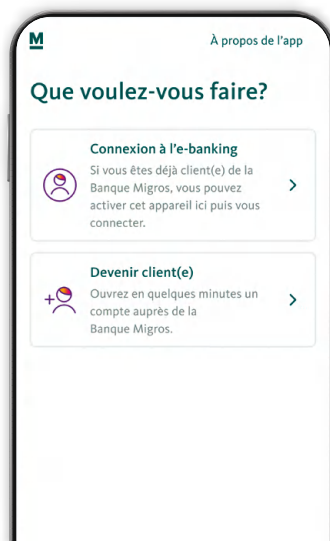 M
À propos de l'app
Que voulez-vous faire?
Connexion à l'e-banking
Si vous êtes déjà client(e) de la
Banque Migros, vous pouvez
activer cet appareil ici puis vous
connecter.
Devenir client(e)
Ouvrez en quelques minutes un
compte auprès de la
Banque Migros.